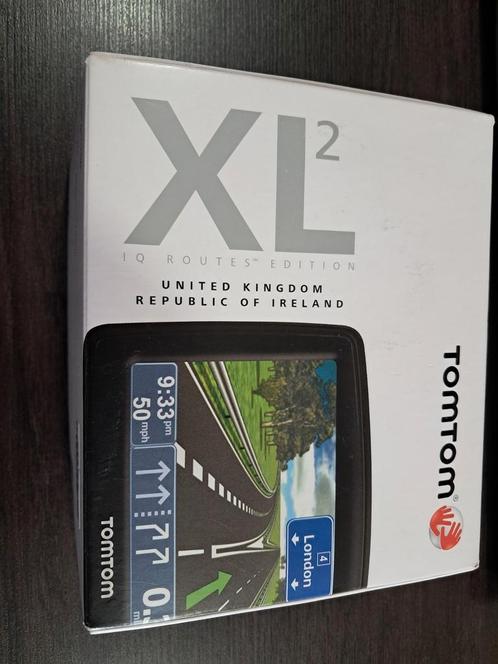 XL²
IQ ROUTES™ EDITION
UNITED KINGDOM
REPUBLIC OF IRELAND
TOMTOM®
4
London
9:33 pm
50 mph
TOMTOM